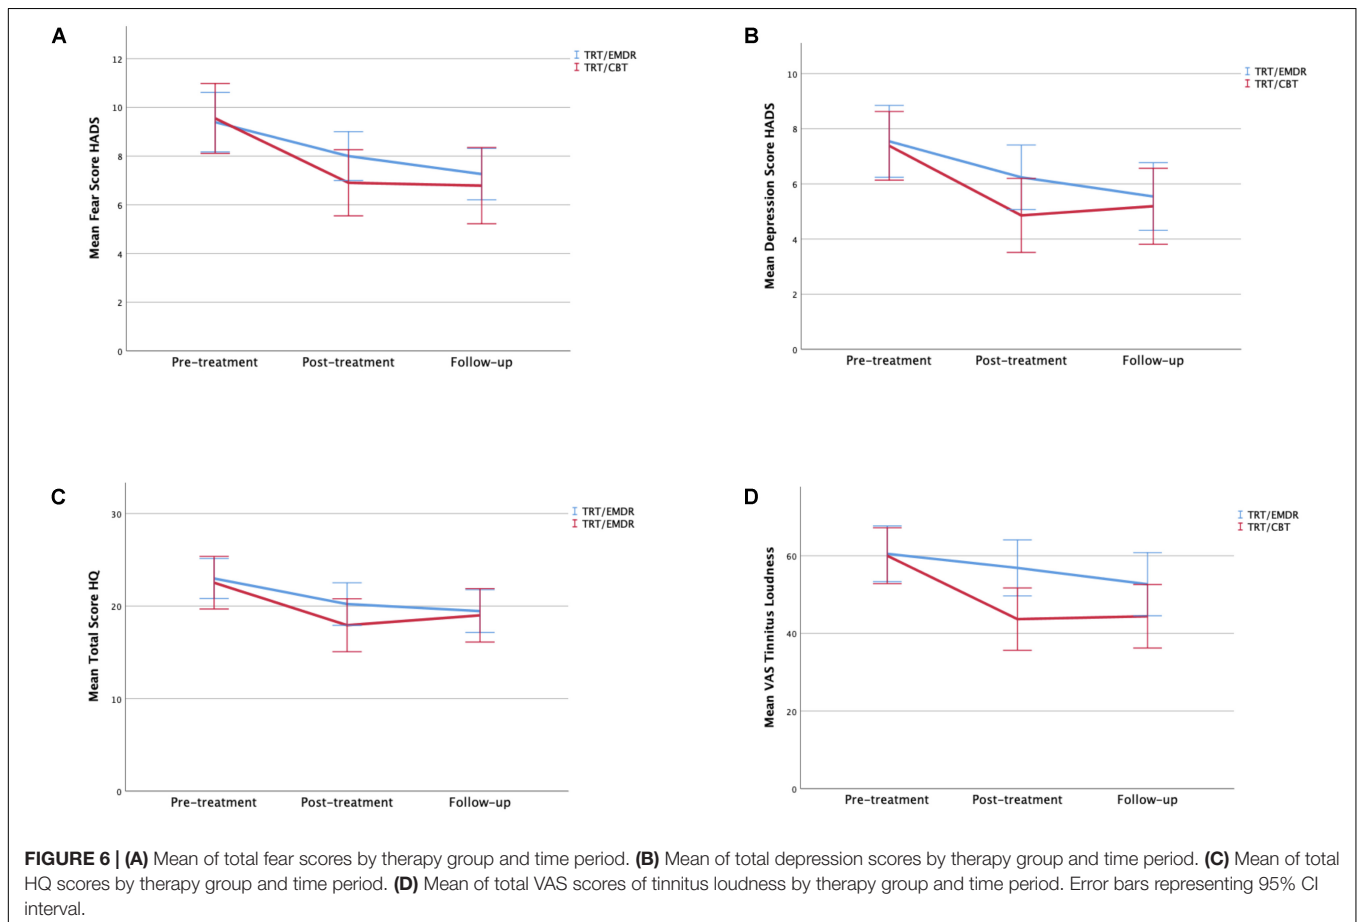 A
TRT/EMDR
TRT/CBT
12
10
8
6
4
2
0
Mean Fear Score HADS
Pre-treatment Post-treatment Follow-up
B
TRT/EMDR
TRT/CBT
10
8
6
4
2
0
Mean Depression Score HADS
Pre-treatment Post-treatment Follow-up
C
TRT/EMDR
TRT/EMDR
30
20
10
0
Mean Total Score HQ
Pre-treatment Post-treatment Follow-up
D
TRT/EMDR
TRT/CBT
60
40
20
0
Mean VAS Tinnitus Loudness
Pre-treatment Post-treatment Follow-up
FIGURE 6 | (A) Mean of total fear scores by therapy group and time period. (B) Mean of total depression scores by therapy group and time period. (C) Mean of total
HQ scores by therapy group and time period. (D) Mean of total VAS scores of tinnitus loudness by therapy group and time period. Error bars representing 95% CI
interval.